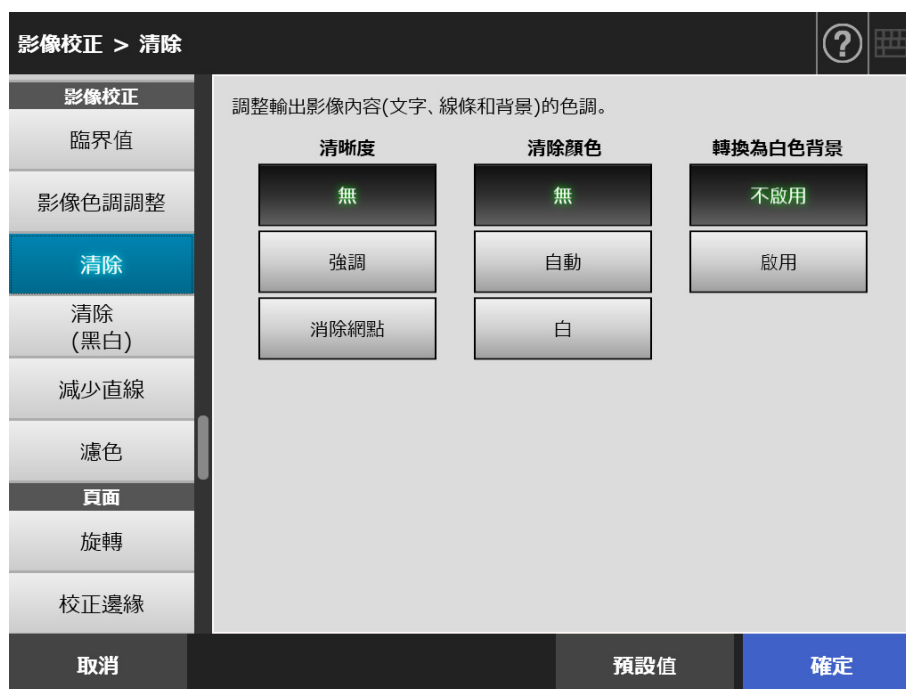 影像校正 > 清除
?
影像校正
臨界值
影像色調調整
清除
清除
(黑白)
減少直線
濾色
頁面
旋轉
校正邊緣
調整輸出影像內容(文字、線條和背景)的色調。
清晰度
無
強調
消除網點
清除顏色
無
自動
白
轉換為白色背景
不啟用
啟用
取消
預設值
確定